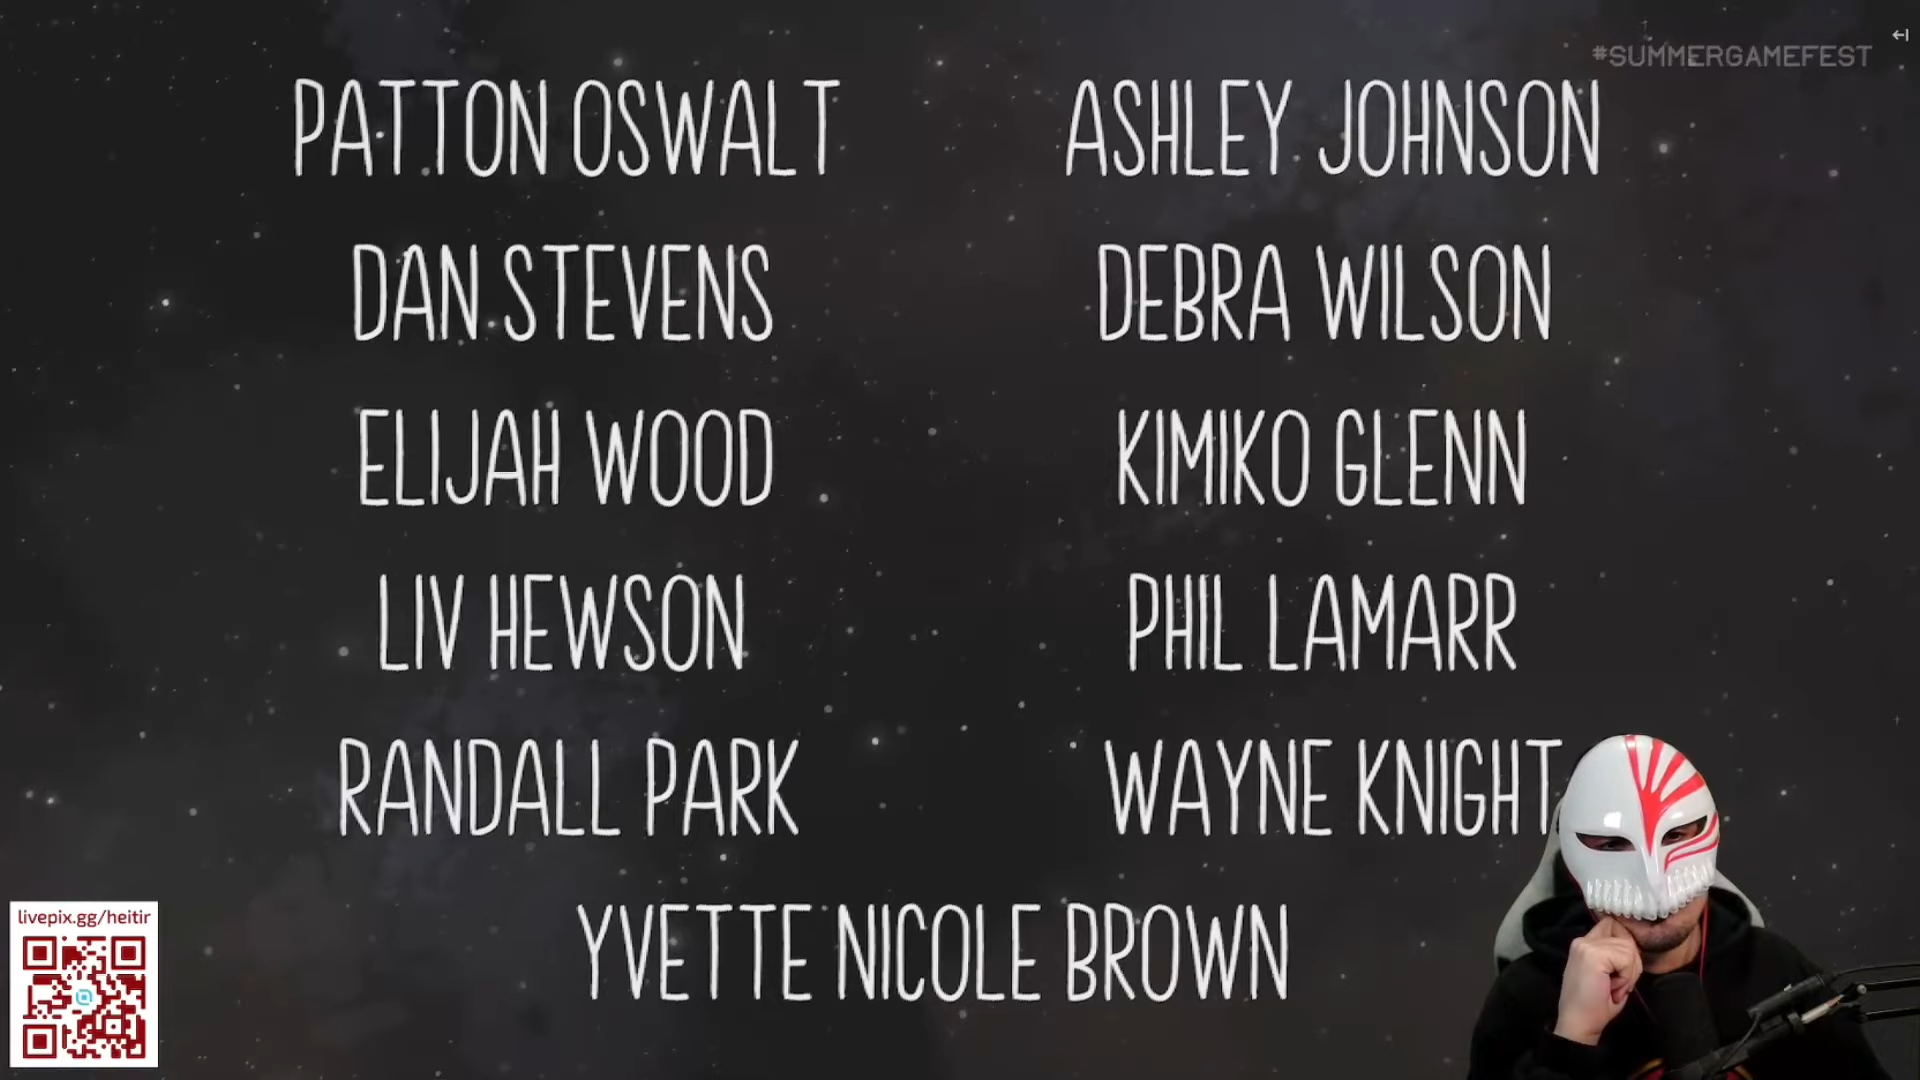 #SUMMERGAMEFEST
PATTON OSWALT
ASHLEY JOHNSON
DAN STEVENS
DEBRA WILSON
ELIJAH WOOD
KIMIKO GLENN
LIV HEWSON
PHIL LAMARR
RANDALL PARK
WAYNE KNIGHT
YVETTE NICOLE BROWN
livepix.gg/heitir